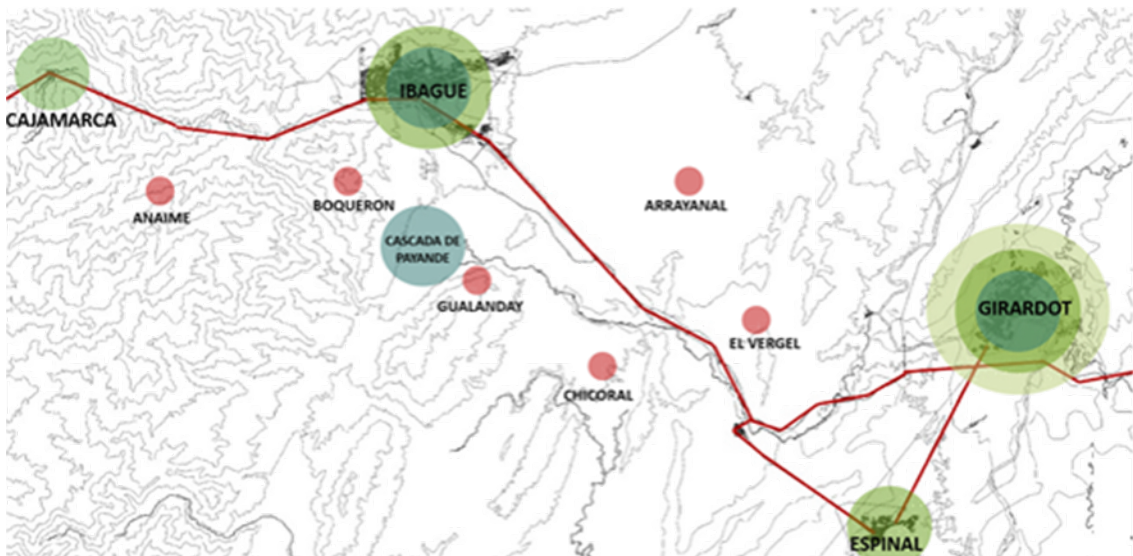 IBAGUE
CAJAMARCA
BOQUERON
ANAIME
ARRAYANAL
CASCADA DE
PAYANDE
GUALANDAY
GIRARDOT
EL VERGEL
CHICORAL
ESPINAL